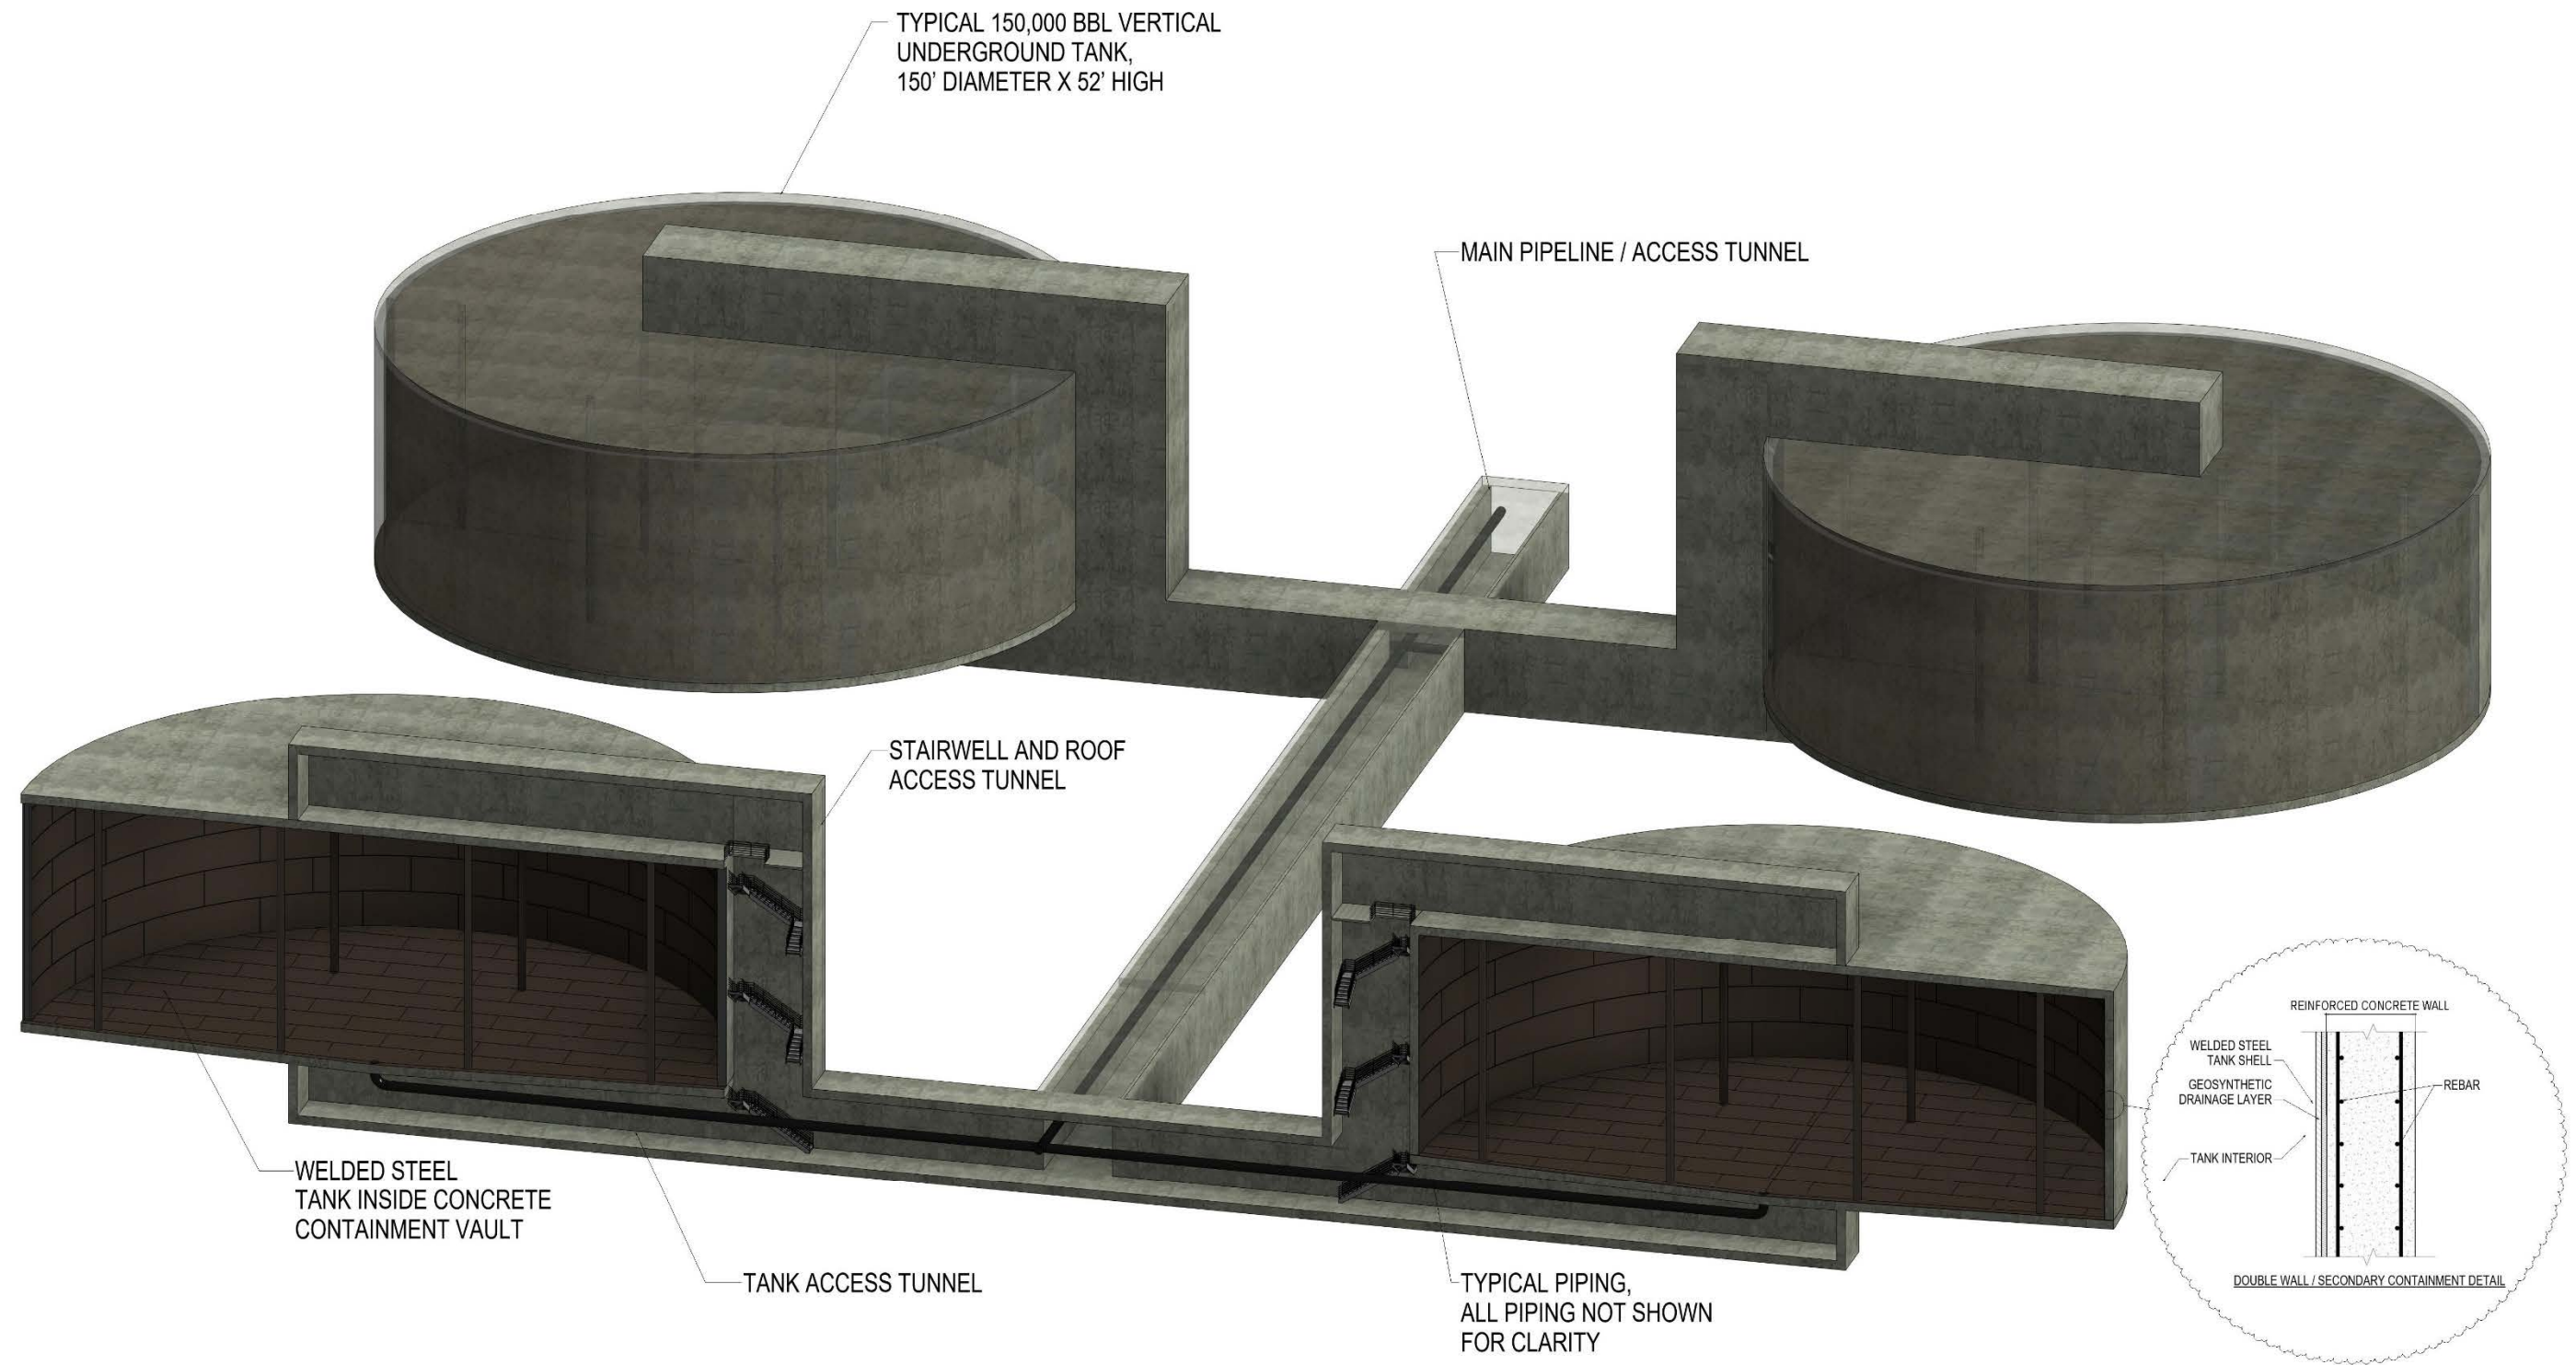 TYPICAL 150,000 BBL VERTICAL
UNDERGROUND TANK,
150' DIAMETER X 52' HIGH
MAIN PIPELINE / ACCESS TUNNEL
STAIRWELL AND ROOF
ACCESS TUNNEL
WELDED STEEL
TANK INSIDE CONCRETE
CONTAINMENT VAULT
TANK ACCESS TUNNEL
TYPICAL PIPING,
ALL PIPING NOT SHOWN
FOR CLARITY
REINFORCED CONCRETE WALL
WELDED STEEL
TANK SHELL
GEOSYNTHETIC
DRAINAGE LAYER
REBAR
TANK INTERIOR
DOUBLE WALL / SECONDARY CONTAINMENT DETAIL